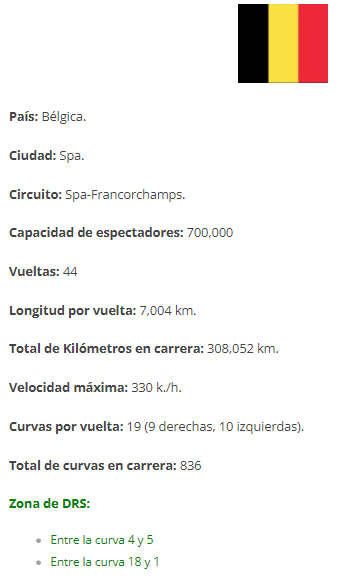 País: Bélgica.
Ciudad: Spa.
Circuito: Spa-Francorchamps.
Capacidad de espectadores: 700,000
Vueltas: 44
Longitud por vuelta: 7,004 km.
Total de Kilómetros en carrera: 308,052 km.
Velocidad máxima: 330 k./h.
Curvas por vuelta: 19 (9 derechas, 10 izquierdas).
Total de curvas en carrera: 836
Zona de DRS:
Entre la curva 4 y 5
Entre la curva 18 y 1